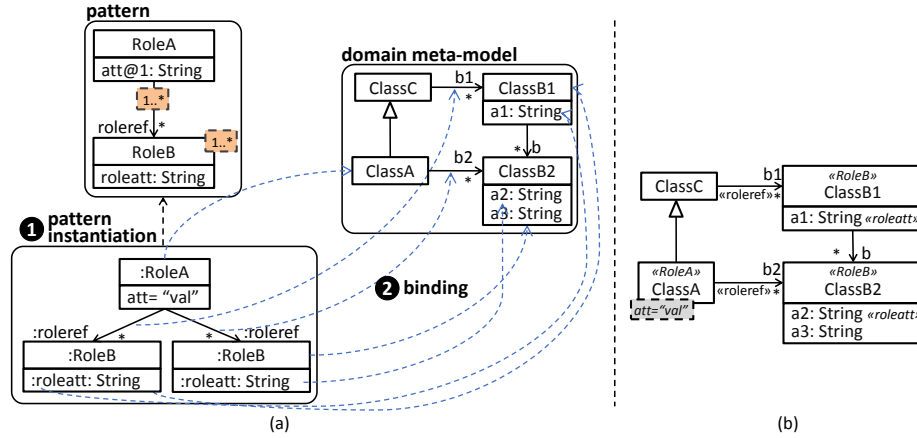 pattern
RoleA
att@1: String
1..*
roleref
*
1..*
RoleB
roleatt: String
domain meta-model
ClassC
b1
*
ClassB1
a1: String
*
b
ClassA
b2
*
ClassB2
a2: String
a3: String
1 pattern
instantiation
:RoleA
att= “val”
:roleref
*
*
:roleref
:RoleB
:roleatt: String
:RoleB
:roleatt: String
2 binding
(a)
ClassC
b1
«roleref»*
«RoleB»
ClassB1
a1: String «roleatt»
*
b
«RoleA»
ClassA
att=“val”
b2
«roleref»*
«RoleB»
ClassB2
a2: String «roleatt»
a3: String
(b)